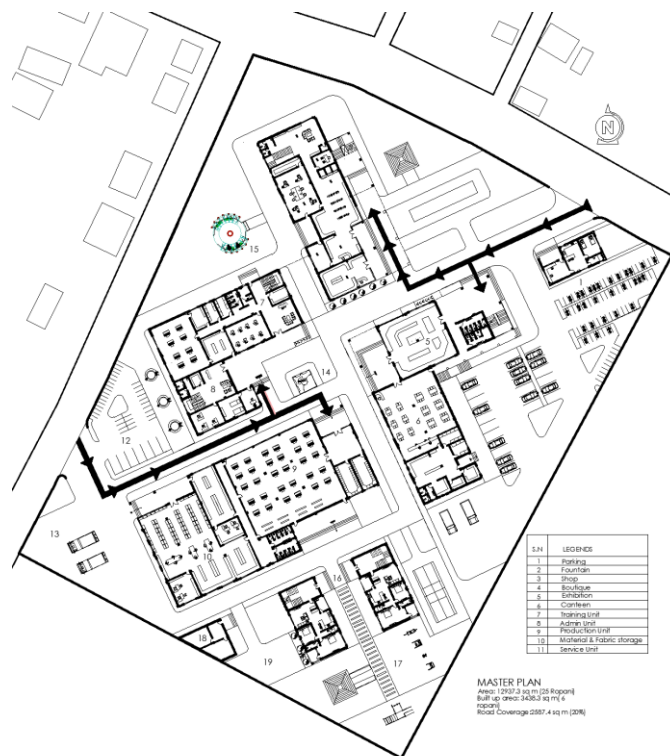 N
15
7
8
14
5
6
12
9
13
10
16
18
19
17
S.N LEGENDS
1 Parking
2 Fountain
3 Shop
4 Boutique
5 Exhibition
6 Canteen
7 Training Unit
8 Admin Unit
9 Production Unit
10 Material & Fabric storage
11 Service Unit
MASTER PLAN
Area: 12937.3 sq m (25 Ropani)
Built up area: 3438.3 sq m( 6
ropani)
Road Coverage:2587.4 sq m (20%)